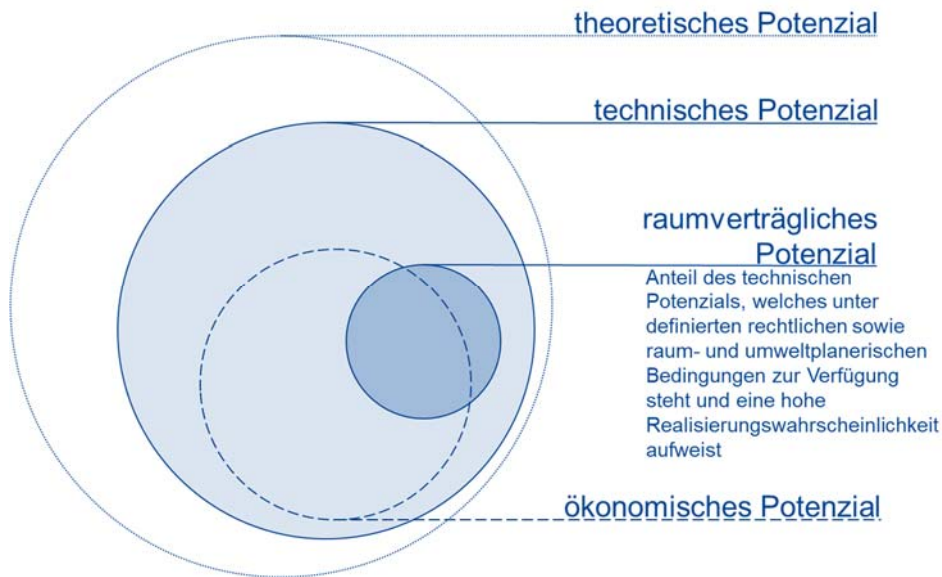 theoretisches Potenzial
technisches Potenzial
raumverträgliches
Potenzial
Anteil des technischen
Potenzials, welches unter
definierten rechtlichen sowie
raum- und umweltplanerischen
Bedingungen zur Verfügung
steht und eine hohe
Realisierungswahrscheinlichkeit
aufweist
ökonomisches Potenzial